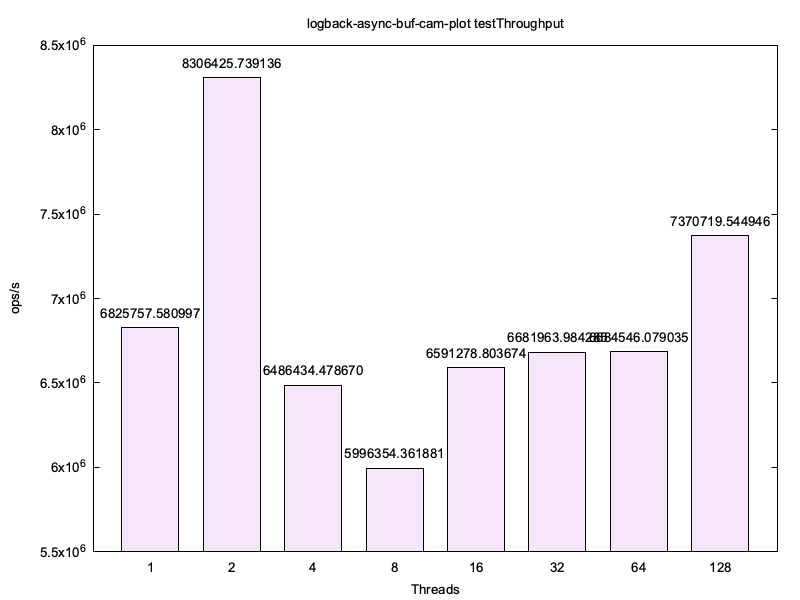 logback-async-buf-cam-plot testThroughput
8.5x10⁶
8x10⁶
7.5x10⁶
7x10⁶
6.5x10⁶
6x10⁶
5.5x10⁶
ops/s
6825757.580997
8306425.739136
6486434.478670
5996354.361881
6591278.803674
7370719.544946
1 2 4 8 16 32 64 128
Threads